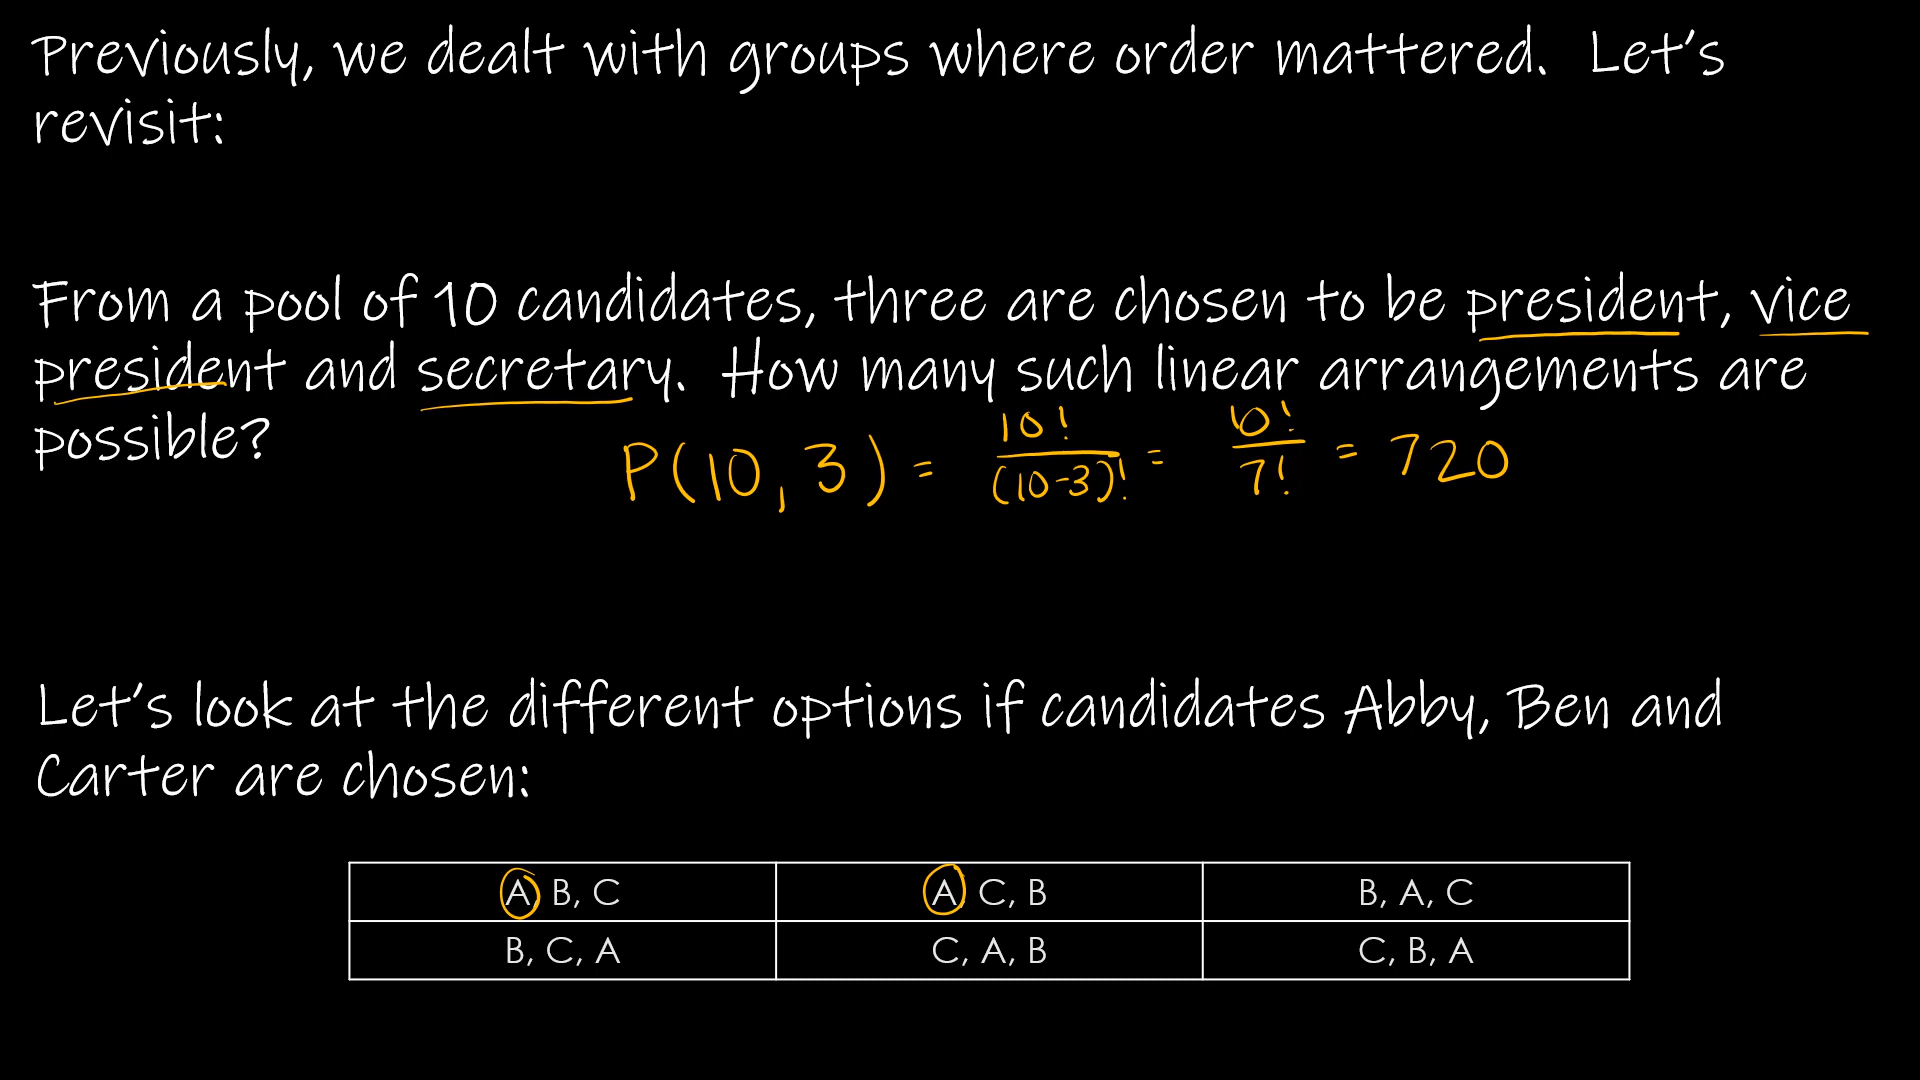 Previously, we dealt with groups where order mattered. Let's
revisit:
From a pool of 10 candidates, three are chosen to be president, vice
president and secretary. How many such linear arrangements are
possible?
P(10, 3) = 10!/(10-3)! = 10!/7! = 720
Let's look at the different options if candidates Abby, Ben and
Carter are chosen:
A, B, C A, C, B B, A, C
B, C, A C, A, B C, B, A